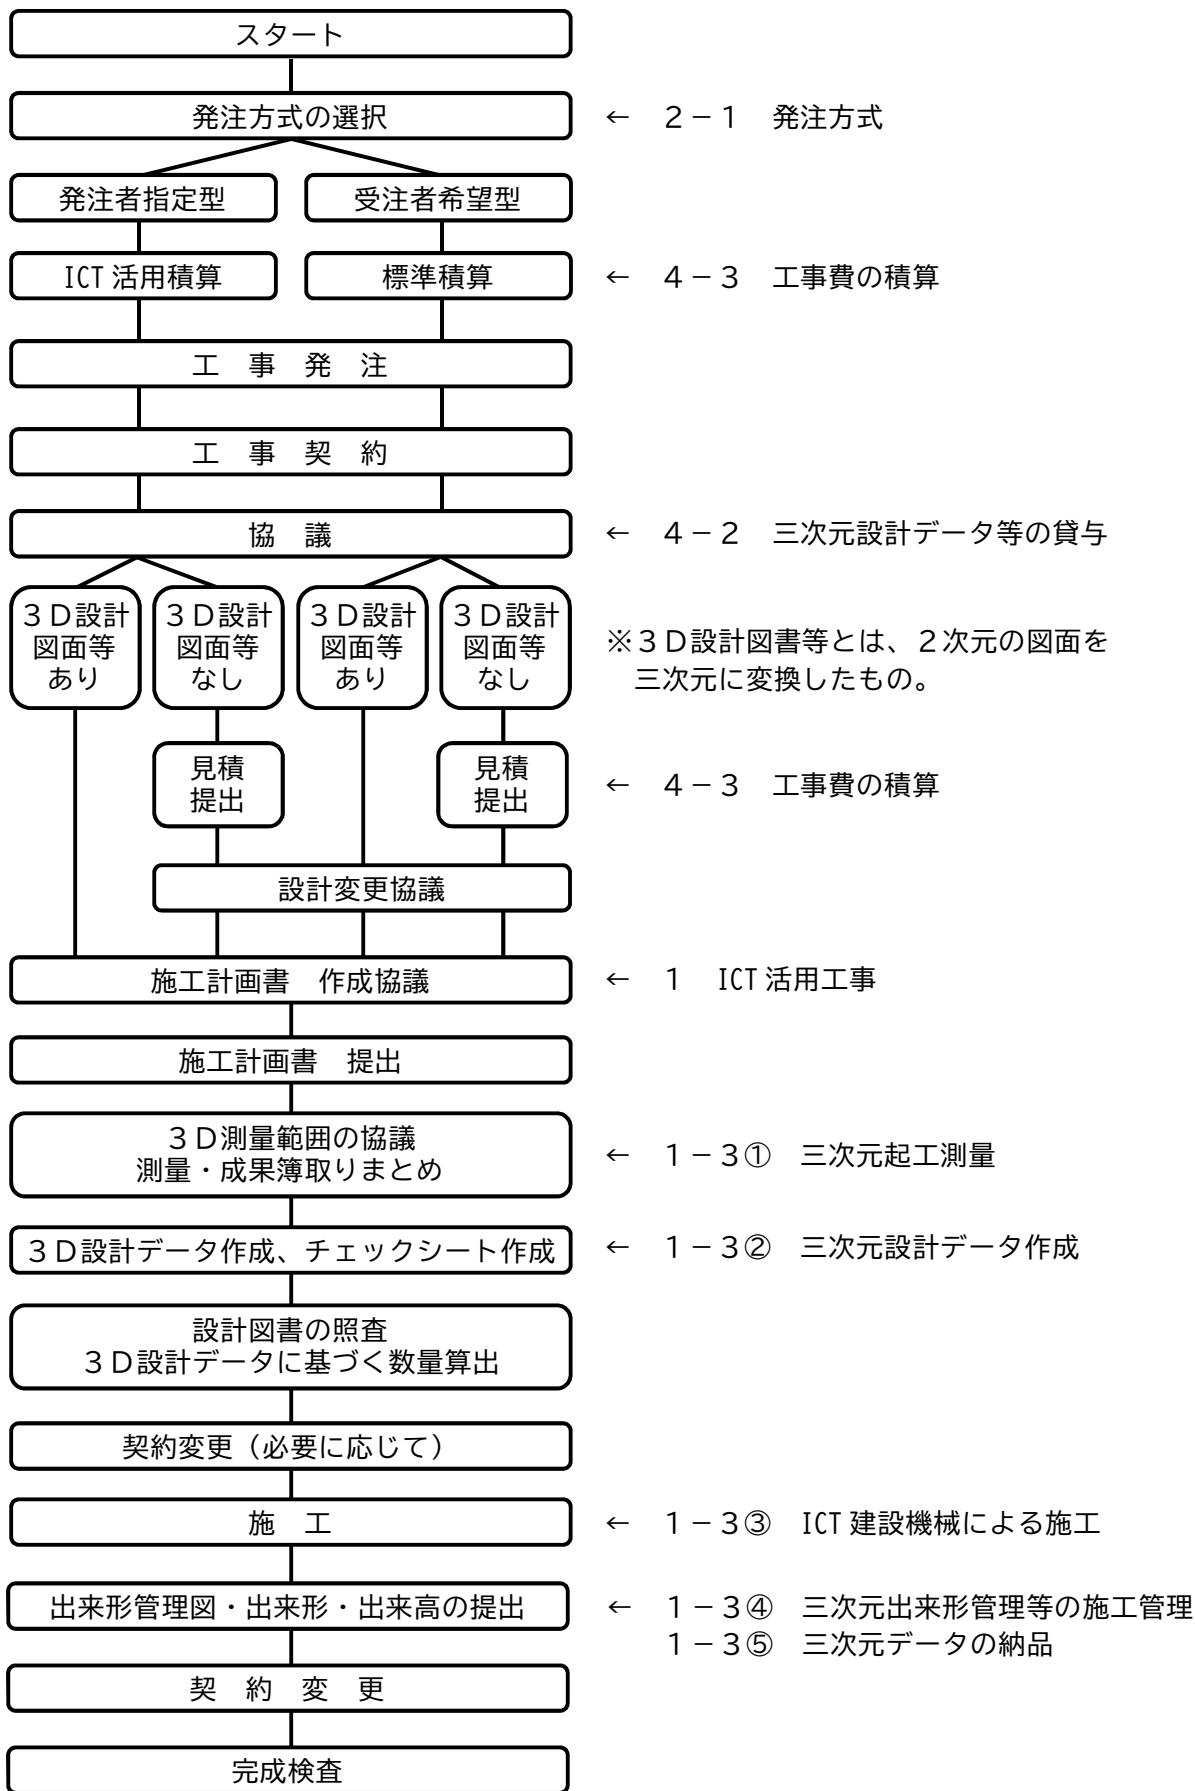 スタート
発注方式の選択
← 2－1 発注方式
発注者指定型
受注者希望型
ICT活用積算
標準積算
← 4－3 工事費の積算
工 事 発 注
工 事 契 約
協 議
← 4－2 三次元設計データ等の貸与
3D設計
図面等
あり
3D設計
図面等
なし
3D設計
図面等
あり
3D設計
図面等
なし
※3D設計図書等とは、2次元の図面を
三次元に変換したもの。
見積
提出
見積
提出
← 4－3 工事費の積算
設計変更協議
施工計画書 作成協議
← 1 ICT活用工事
施工計画書 提出
3D測量範囲の協議
測量・成果簿取りまとめ
← 1－3① 三次元起工測量
3D設計データ作成、チェックシート作成
← 1－3② 三次元設計データ作成
設計図書の照査
3D設計データに基づく数量算出
契約変更（必要に応じて）
施 工
← 1－3③ ICT建設機械による施工
出来形管理図・出来形・出来高の提出
← 1－3④ 三次元出来形管理等の施工管理
1－3⑤ 三次元データの納品
契 約 変 更
完成検査